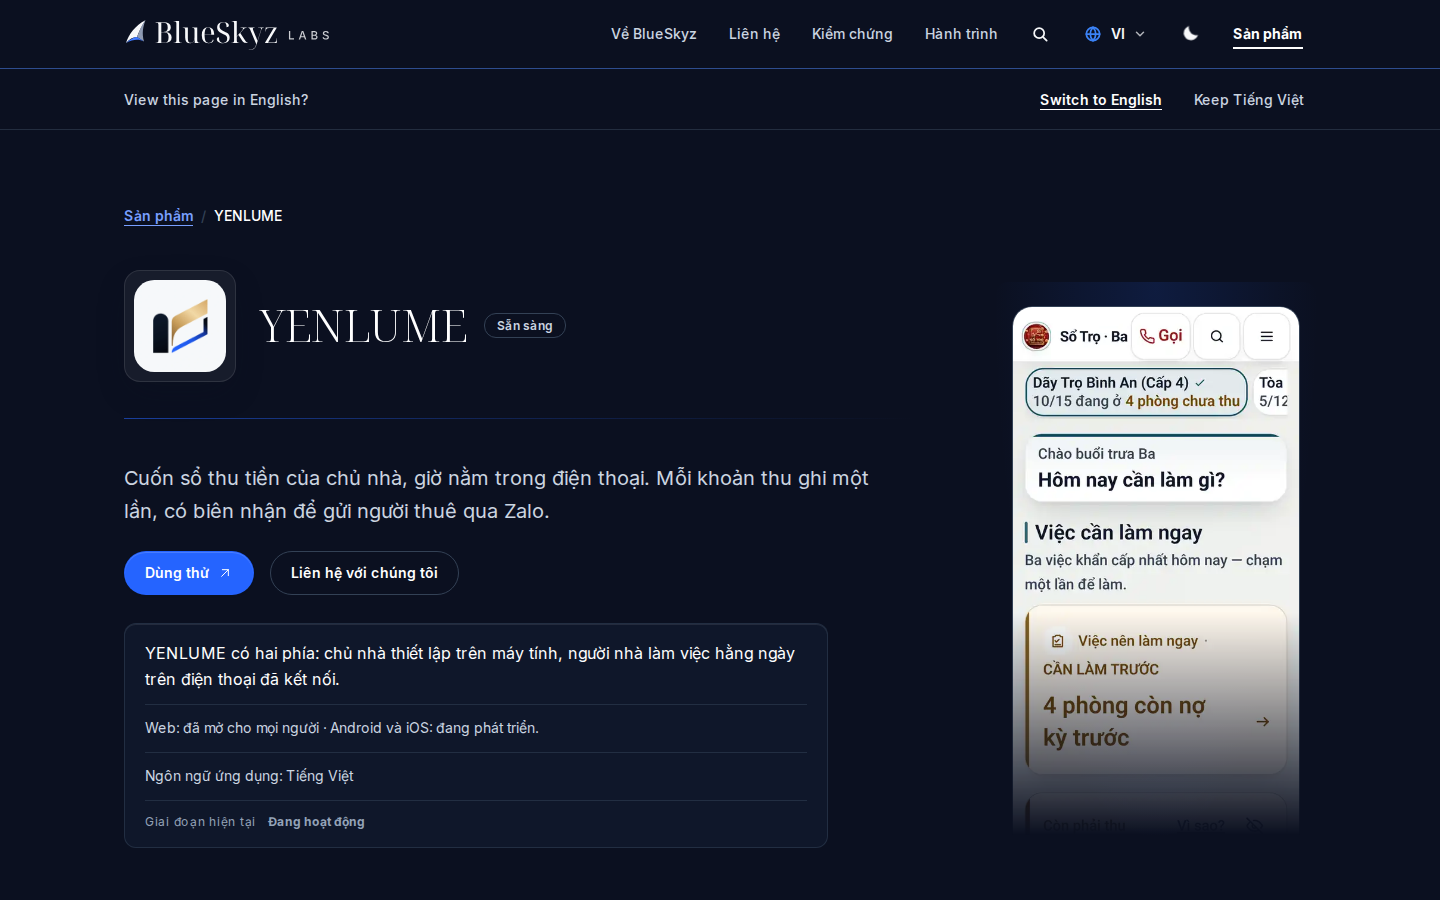 BlueSkyz LABS
Về BlueSkyz
Liên hệ
Kiểm chứng
Hành trình
VI
Sản phẩm
View this page in English?
Switch to English
Keep Tiếng Việt
Sản phẩm / YENLUME
YENLUME
Sẵn sàng
Cuốn sổ thu tiền của chủ nhà, giờ nằm trong điện thoại. Mỗi khoản thu ghi một
lần, có biên nhận để gửi người thuê qua Zalo.
Dùng thử
Liên hệ với chúng tôi
YENLUME có hai phía: chủ nhà thiết lập trên máy tính, người nhà làm việc hằng ngày
trên điện thoại đã kết nối.
Web: đã mở cho mọi người · Android và iOS: đang phát triển.
Ngôn ngữ ứng dụng: Tiếng Việt
Giai đoạn hiện tại Đang hoạt động
Sổ Trọ · Ba
Gọi
Dãy Trọ Bình An (Cấp 4)
10/15 đang ở 4 phòng chưa thu
Tòa
5/12
Chào buổi trưa Ba
Hôm nay cần làm gì?
Việc cần làm ngay
Ba việc khẩn cấp nhất hôm nay — chạm
một lần để làm.
Việc nên làm ngay ·
CẦN LÀM TRƯỚC
4 phòng còn nợ
kỳ trước
Còn phải thu
Vì sao?